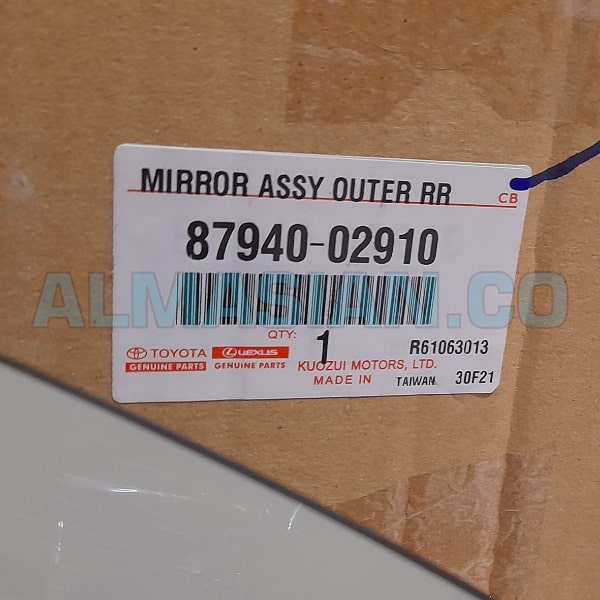 MIRROR ASSY OUTER RR
CB
87940-02910
ALMASIAN.CO
QTY: 1
R61063013
TOYOTA
GENUINE PARTS
LEXUS
GENUINE PARTS
KUOZUI MOTORS, LTD.
MADE IN TAIWAN 30F21